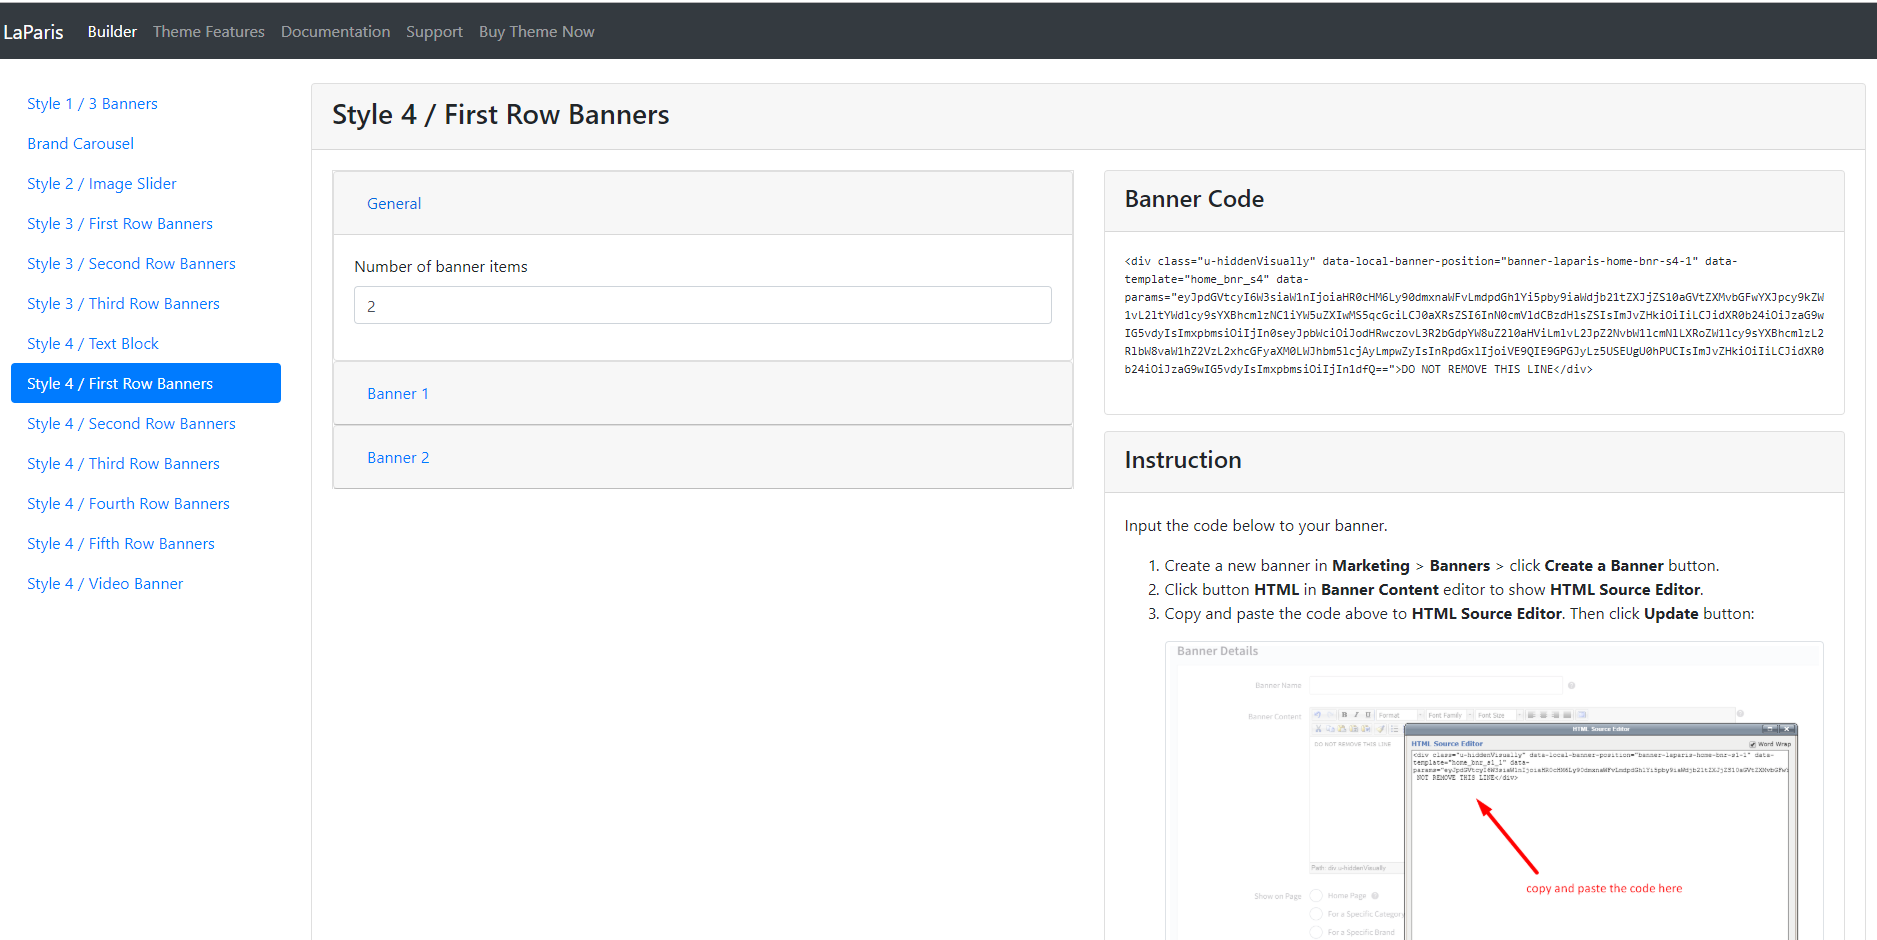 LaParis Builder Theme Features Documentation Support Buy Theme Now
Style 1 / 3 Banners
Brand Carousel
Style 2 / Image Slider
Style 3 / First Row Banners
Style 3 / Second Row Banners
Style 3 / Third Row Banners
Style 4 / Text Block
Style 4 / First Row Banners
Style 4 / Second Row Banners
Style 4 / Third Row Banners
Style 4 / Fourth Row Banners
Style 4 / Fifth Row Banners
Style 4 / Video Banner
Style 4 / First Row Banners
General
Number of banner items
2
Banner 1
Banner 2
Banner Code
<div class="u-hiddenVisually" data-local-banner-position="banner-laparis-home-bnr-s4-1" data-
template="home_bnr_s4" data-
DO NOT REMOVE THIS LINE</div>
Instruction
Input the code below to your banner.
1. Create a new banner in Marketing > Banners > click Create a Banner button.
2. Click button HTML in Banner Content editor to show HTML Source Editor.
3. Copy and paste the code above to HTML Source Editor. Then click Update button:
Banner Details
Banner Name
Banner Content
B I U Format Font Family Font Size
DO NOT REMOVE THIS LINE
Path: div.u-hiddenVisually
Show on Page
Home Page
For a Specific Category
For a Specific Brand
HTML Source Editor
HTML Source Editor
Word Wrap
<div class="u-hiddenVisually" data-local-banner-position="banner-laparis-home-bnr-s1-1" data-
template="home_bnr_s1_1" data-
NOT REMOVE THIS LINE</div>
copy and paste the code here